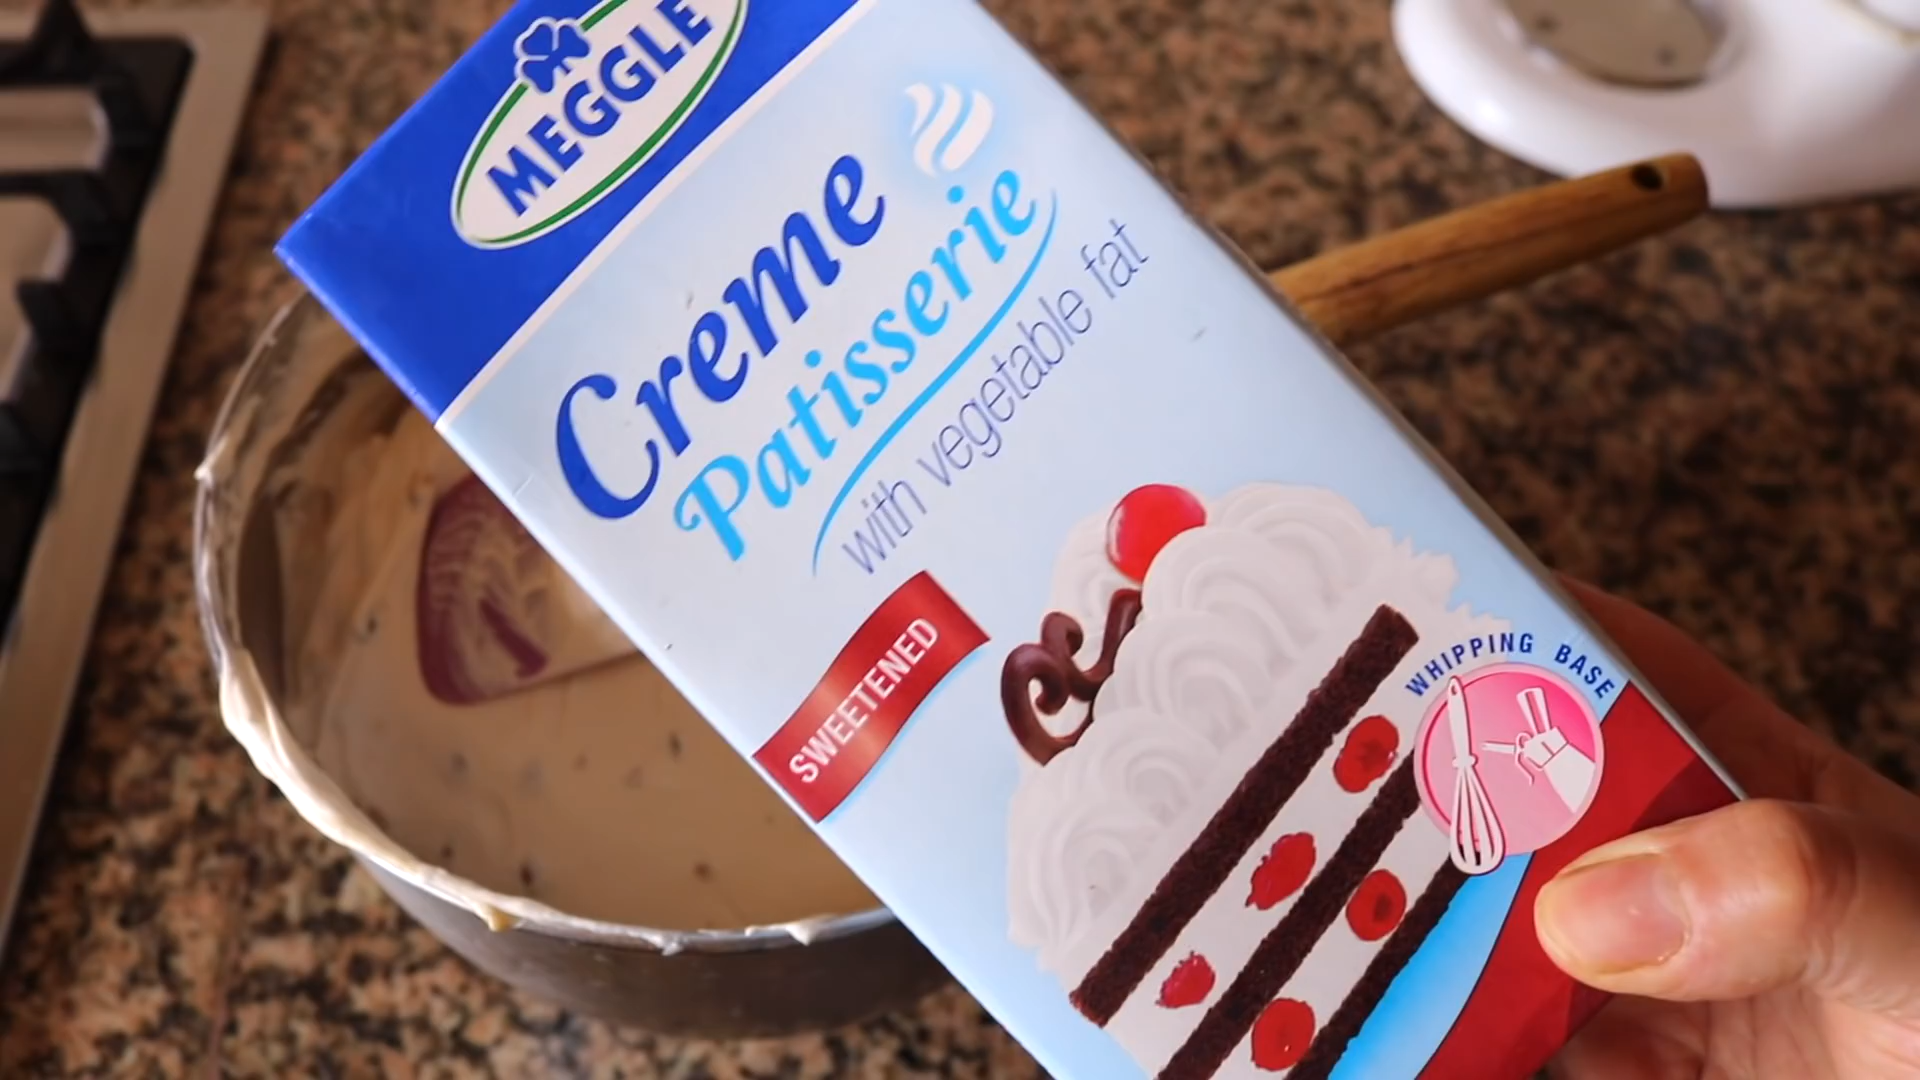 MEGGLE
Creme
Patisserie
with vegetable fat
SWEETENED
WHIPPING BASE